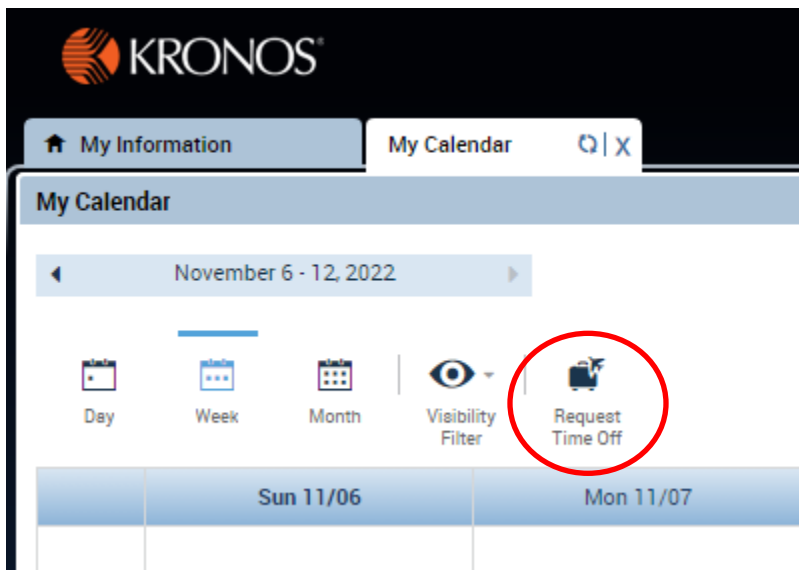 KRONOS®
My Information
My Calendar
X
My Calendar
November 6 - 12, 2022
Day
Week
Month
Visibility
Filter
Request
Time Off
Sun 11/06
Mon 11/07